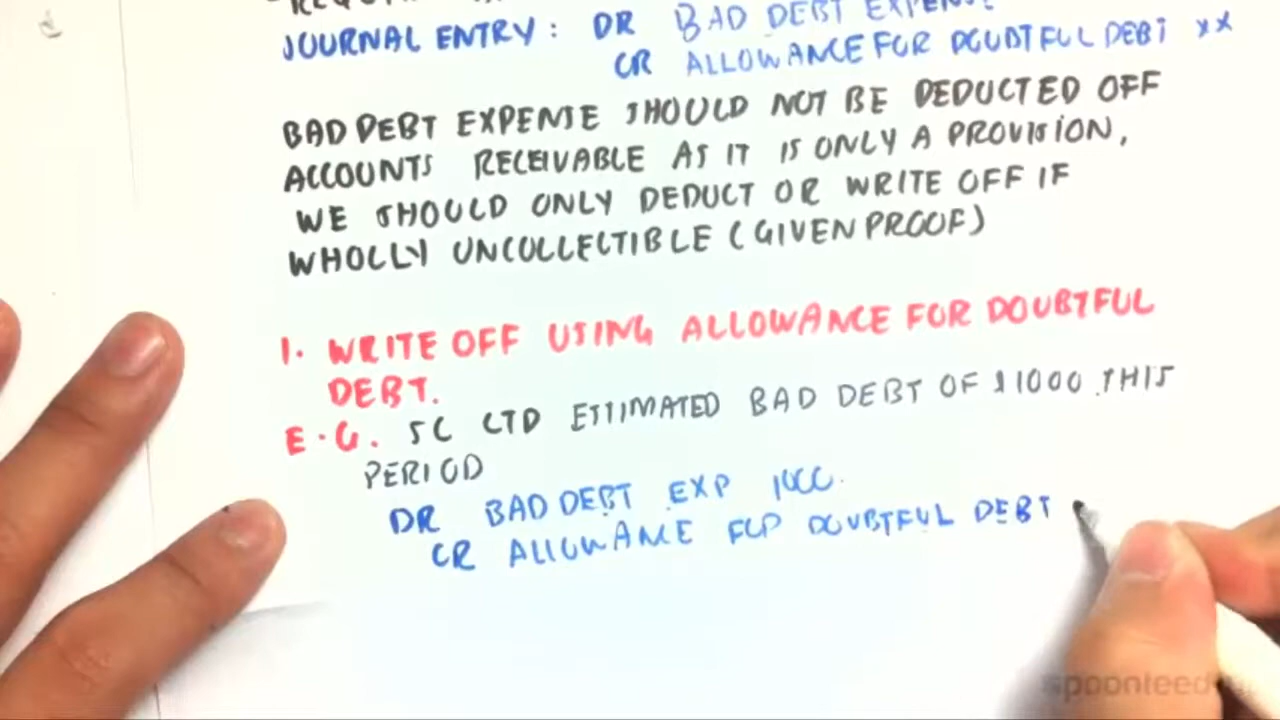 JOURNAL ENTRY: DR BAD DEBT EXPENSE
CR ALLOWANCE FOR DOUBTFUL DEBT xx
BAD DEBT EXPENSE SHOULD NOT BE DEDUCTED OFF
ACCOUNTS RECEIVABLE AS IT IS ONLY A PROVISION,
WE SHOULD ONLY DEDUCT OR WRITE OFF IF
WHOLLY UNCOLLECTIBLE (GIVEN PROOF)
1. WRITE OFF USING ALLOWANCE FOR DOUBTFUL
DEBT.
E.G. SC LTD ESTIMATED BAD DEBT OF $1000 THIS
PERIOD
DR BAD DEBT EXP 1000.
CR ALLOWANCE FOR DOUBTFUL DEBT